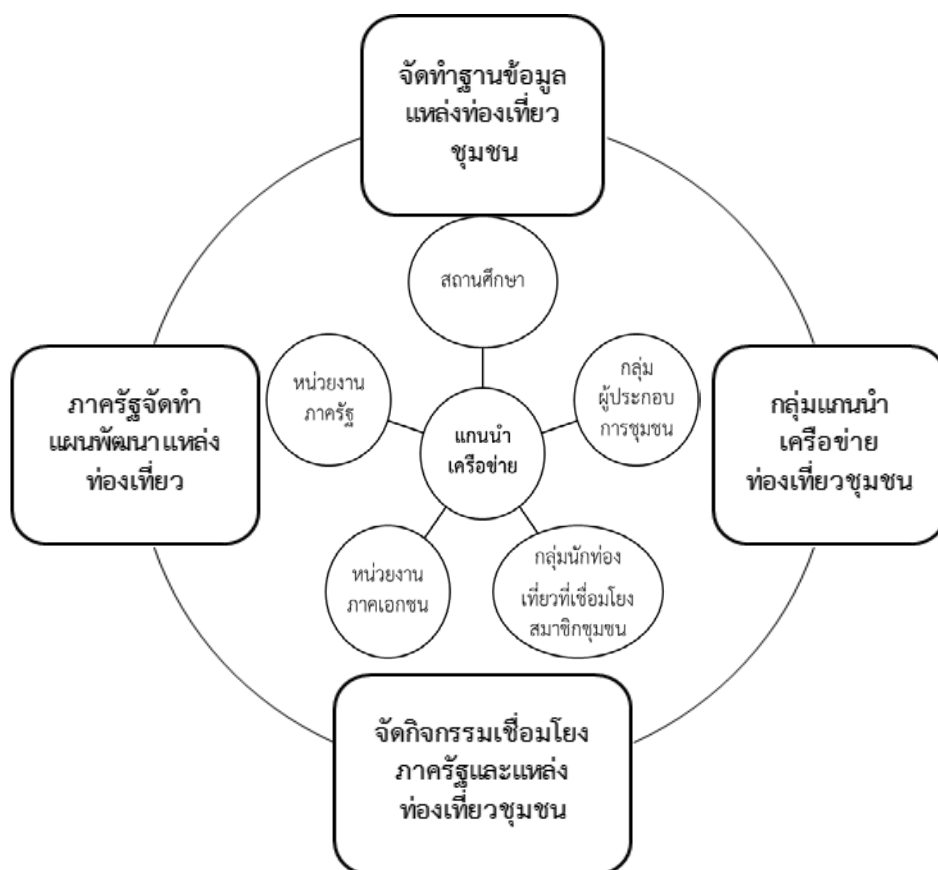 จัดทำฐานข้อมูล
แหล่งท่องเที่ยว
ชุมชน
สถานศึกษา
หน่วยงาน
ภาครัฐ
กลุ่ม
ผู้ประกอบ
การชุมชน
ภาครัฐจัดทำ
แผนพัฒนาแหล่ง
ท่องเที่ยว
แกนนำ
เครือข่าย
กลุ่มแกนนำ
เครือข่าย
ท่องเที่ยวชุมชน
หน่วยงาน
ภาคเอกชน
กลุ่มนักท่อง
เที่ยวที่เชื่อมโยง
สมาชิกชุมชน
จัดกิจกรรมเชื่อมโยง
ภาครัฐและแหล่ง
ท่องเที่ยวชุมชน